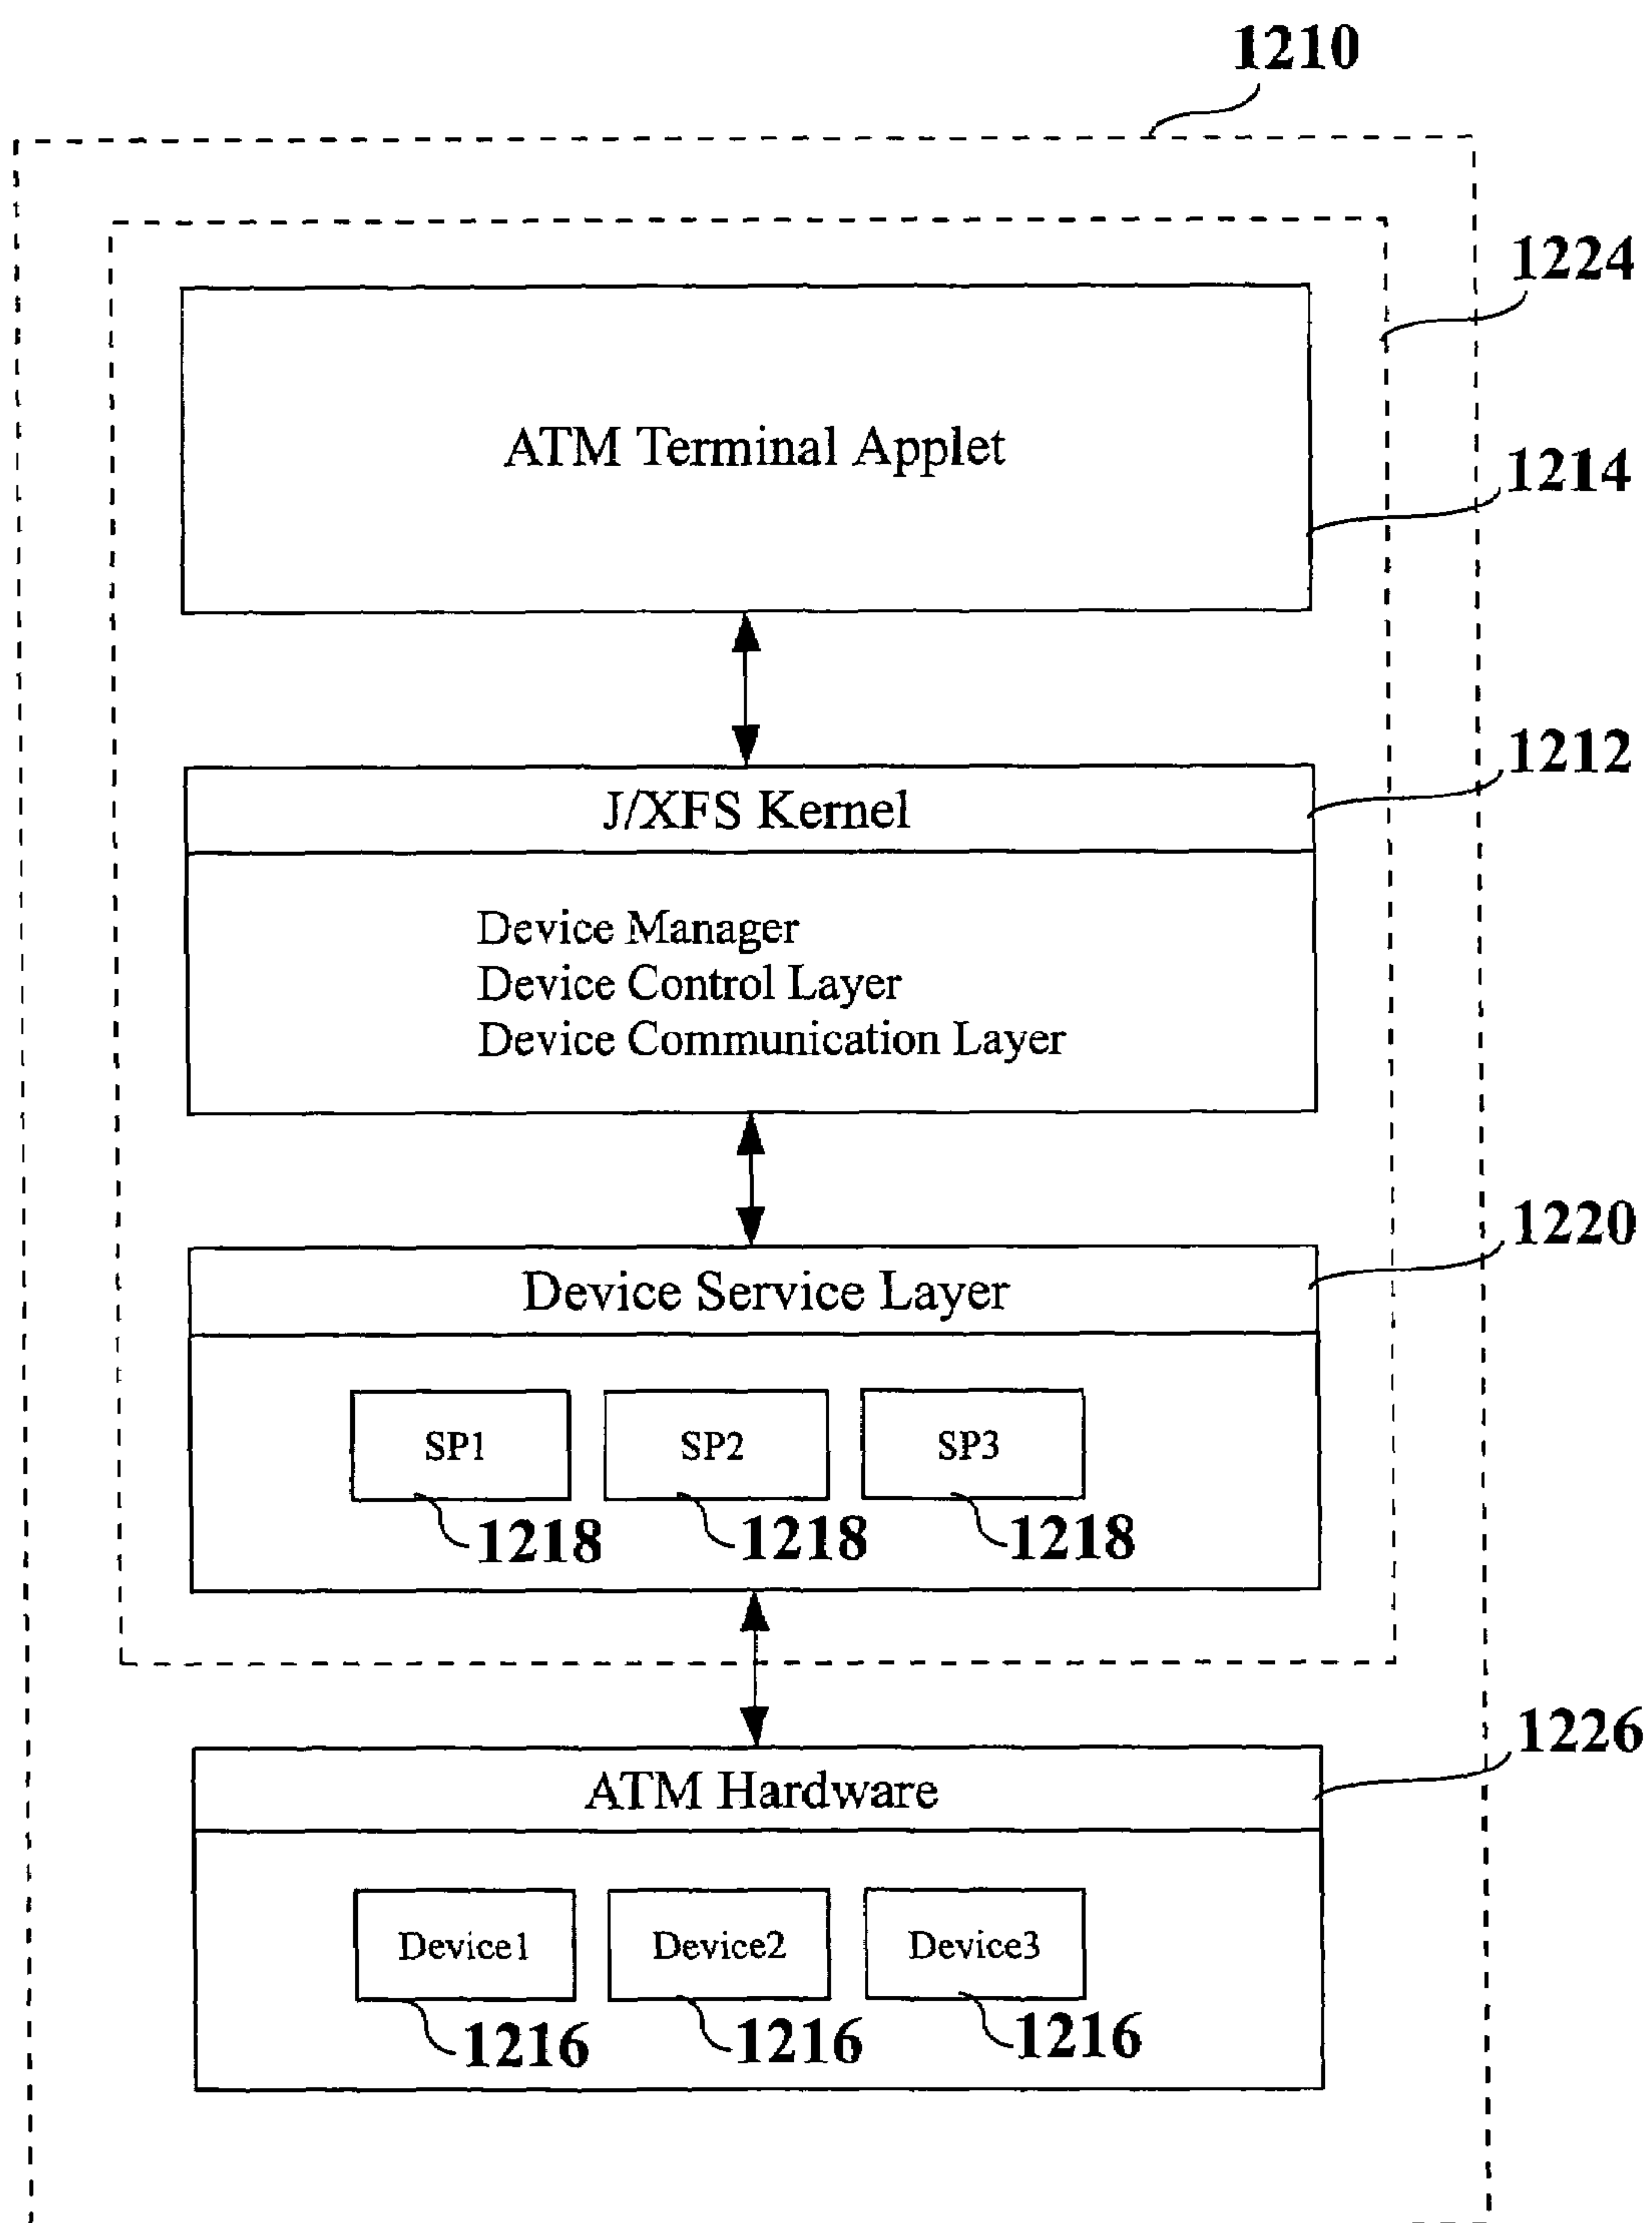 1210
1224
ATM Terminal Applet
1214
1212
J/XFS Kernel
Device Manager
Device Control Layer
Device Communication Layer
1220
Device Service Layer
SP1 SP2 SP3
1218 1218 1218
1226
ATM Hardware
Device1 Device2 Device3
1216 1216 1216